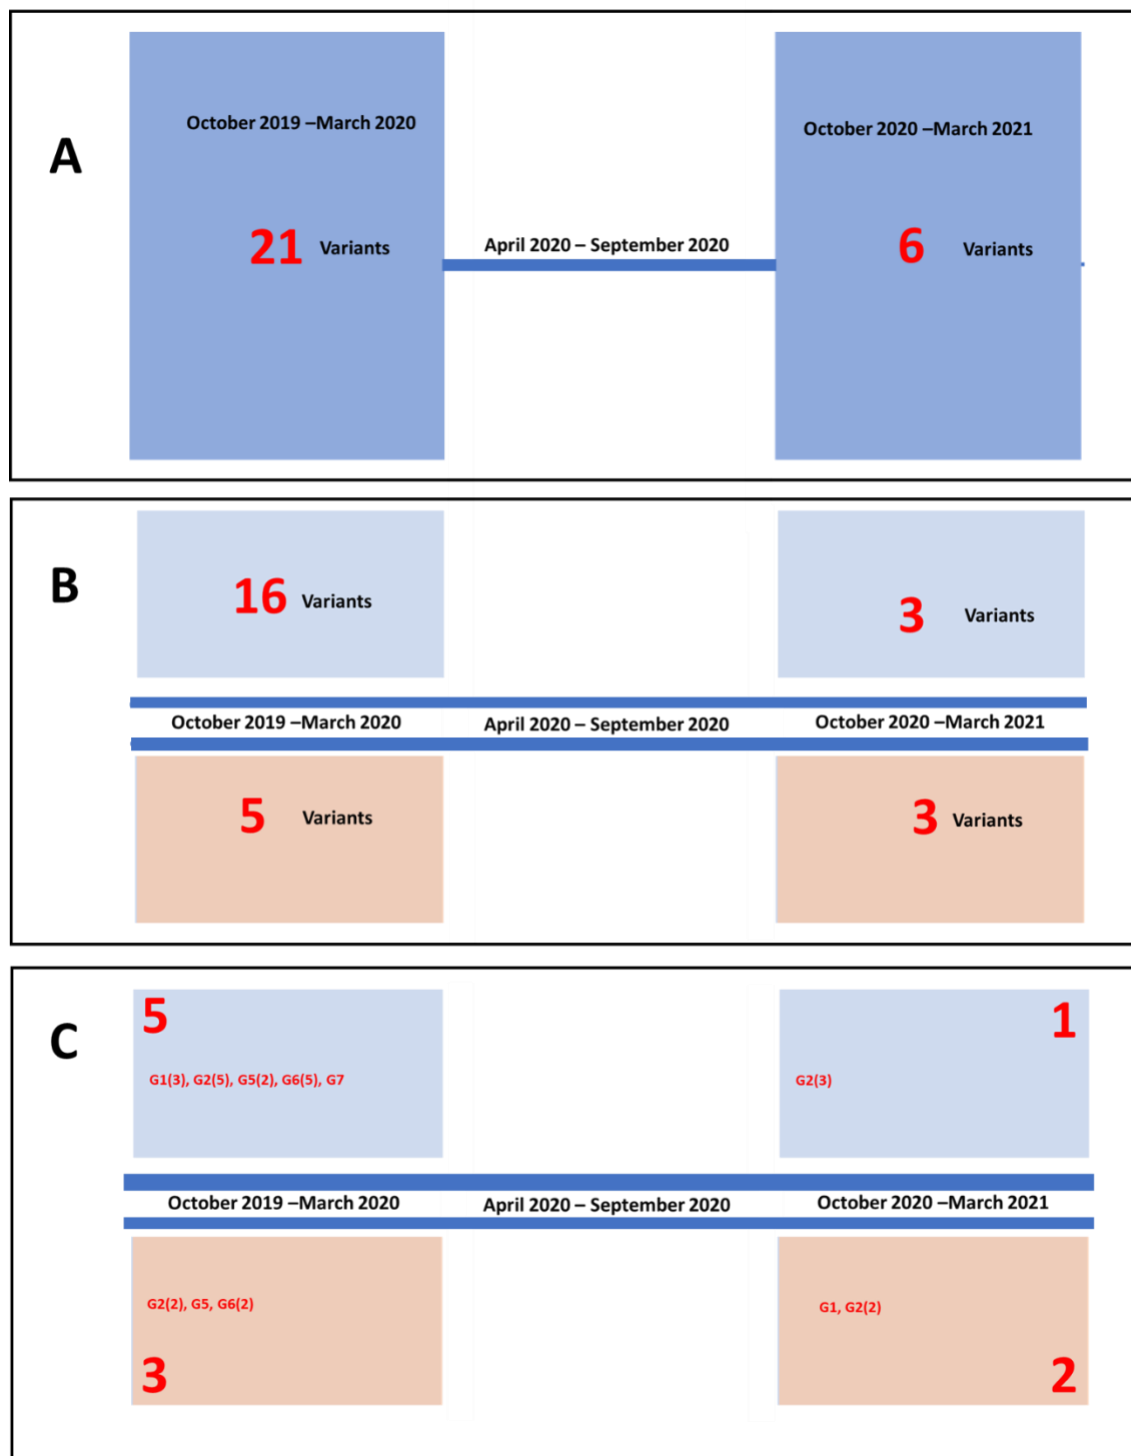 A
October 2019 –March 2020
October 2020 –March 2021
21 Variants
April 2020 – September 2020
6 Variants
B
16 Variants
3 Variants
October 2019 –March 2020
April 2020 – September 2020
October 2020 –March 2021
5 Variants
3 Variants
C
5
1
G1(3), G2(5), G5(2), G6(5), G7
G2(3)
October 2019 –March 2020
April 2020 – September 2020
October 2020 –March 2021
G2(2), G5, G6(2)
G1, G2(2)
3
2